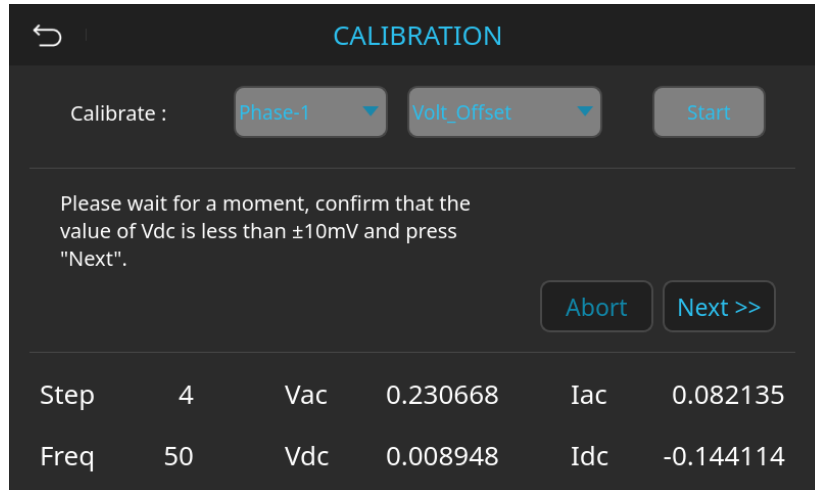 CALIBRATION
Calibrate : Phase-1 Volt_Offset Start
Please wait for a moment, confirm that the
value of Vdc is less than ±10mV and press
"Next".
Abort Next >>
Step 4 Vac 0.230668 Iac 0.082135
Freq 50 Vdc 0.008948 Idc -0.144114